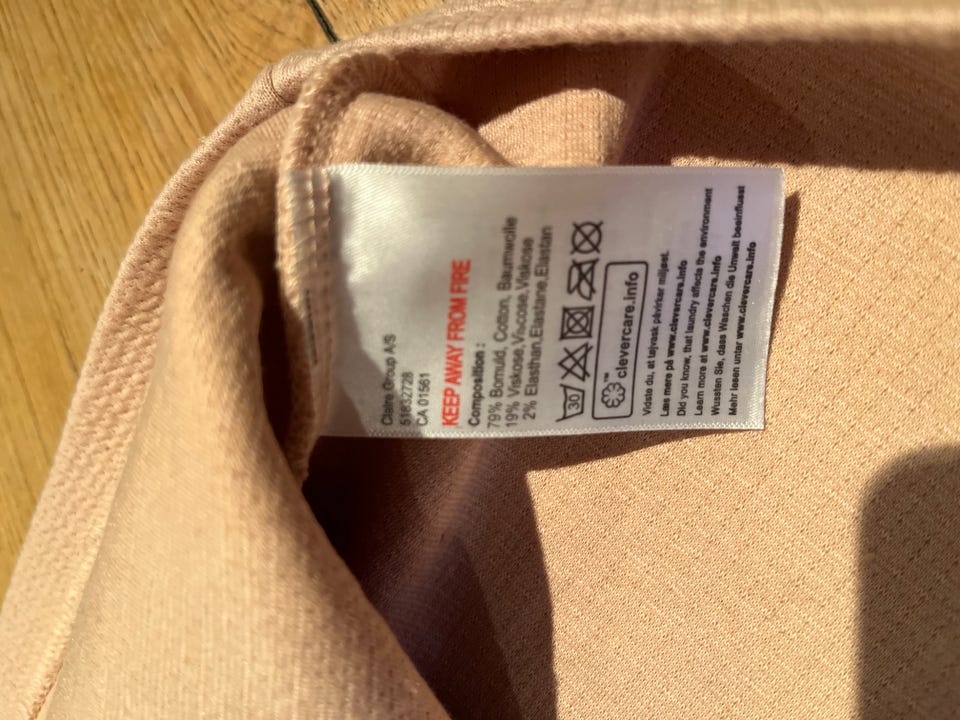 Claire Group A/S
51832728
CA 01561
KEEP AWAY FROM FIRE
Composition :
79% Bomuld, Cotton, Baumwolle
19% Viskose,Viscose,Viskose
2% Elasthan,Elastane,Elastan
30
clevercare.info
Vidste du, at tøjvask påvirker miljøet.
Læs mere på www.clevercare.info
Did you know, that laundry affects the environment
Learn more at www.clevercare.info
Wussten Sie, dass Waschen die Umwelt beeinflusst
Mehr lesen unter www.clevercare.info